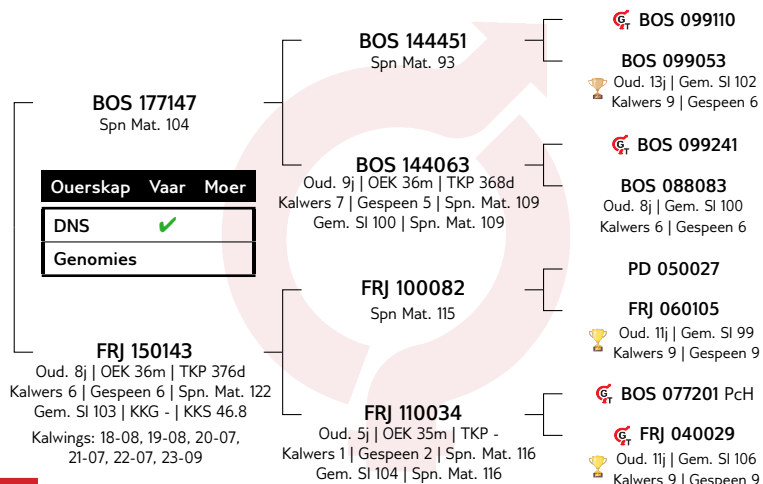 BOS 177147
Spn Mat. 104
Ouerskap Vaar Moer
DNS ✔
Genomies
FRJ 150143
Oud. 8j | OEK 36m | TKP 376d
Kalwers 6 | Gespeen 6 | Spn. Mat. 122
Gem. SI 103 | KKG - | KKS 46.8
Kalwings: 18-08, 19-08, 20-07,
21-07, 22-07, 23-09
BOS 144451
Spn Mat. 93
BOS 144063
Oud. 9j | OEK 36m | TKP 368d
Kalwers 7 | Gespeen 5 | Spn. Mat. 109
Gem. SI 100 | Spn. Mat. 109
FRJ 100082
Spn Mat. 115
FRJ 110034
Oud. 5j | OEK 35m | TKP -
Kalwers 1 | Gespeen 2 | Spn. Mat. 116
Gem. SI 104 | Spn. Mat. 116
GT BOS 099110
BOS 099053
Oud. 13j | Gem. SI 102
Kalwers 9 | Gespeen 6
GT BOS 099241
BOS 088083
Oud. 8j | Gem. SI 100
Kalwers 6 | Gespeen 6
PD 050027
FRJ 060105
Oud. 11j | Gem. SI 99
Kalwers 9 | Gespeen 9
GT BOS 077201 PcH
GT FRJ 040029
Oud. 11j | Gem. SI 106
Kalwers 9 | Gespeen 9